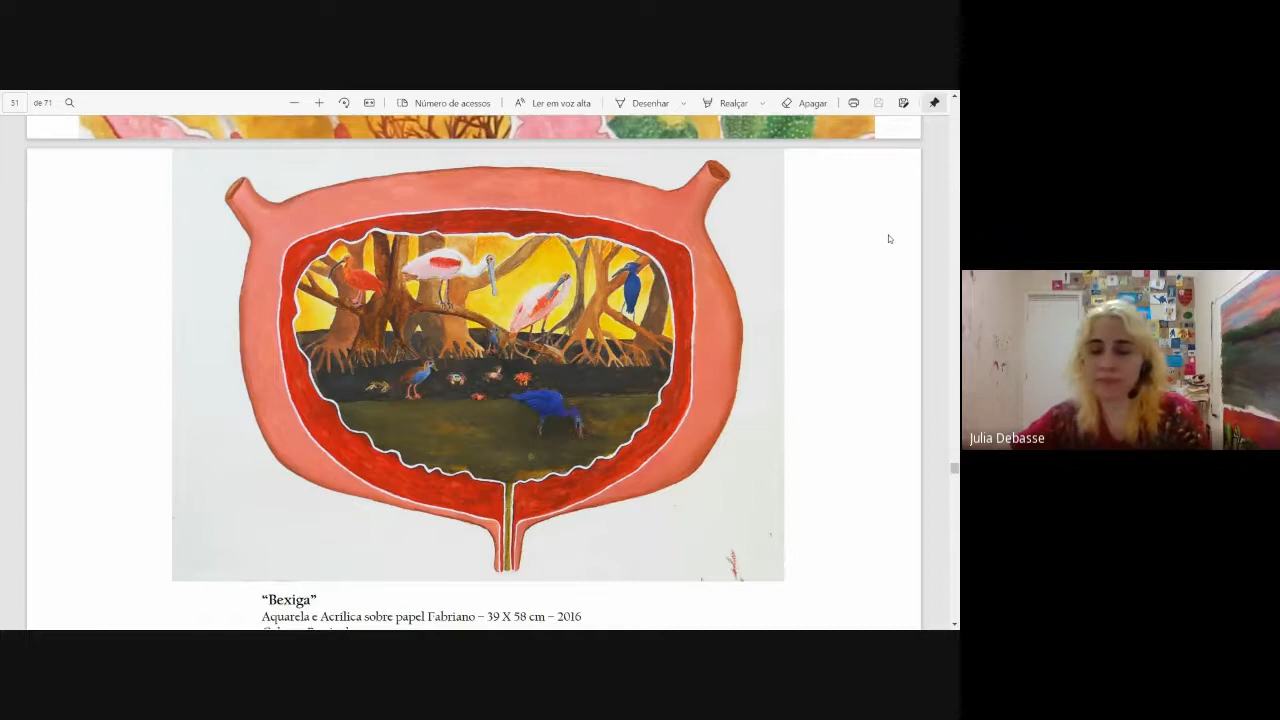 51 de 71 Número de acessos Ler em voz alta Desenhar Realçar Apagar
Julia Debasse
“Bexiga”
Aquarela e Acrílica sobre papel Fabriano – 39 X 58 cm – 2016